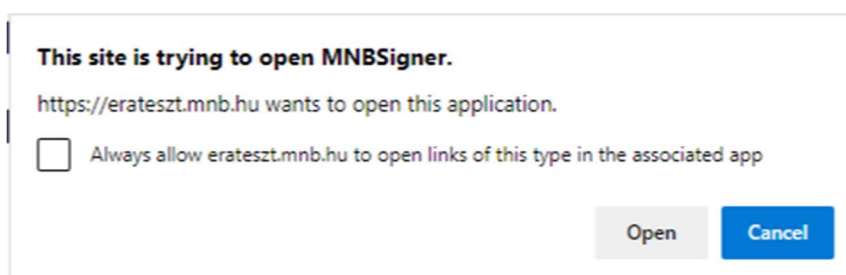 This site is trying to open MNBSigner.
https://erateszt.mnb.hu wants to open this application.
Always allow erateszt.mnb.hu to open links of this type in the associated app
Open Cancel